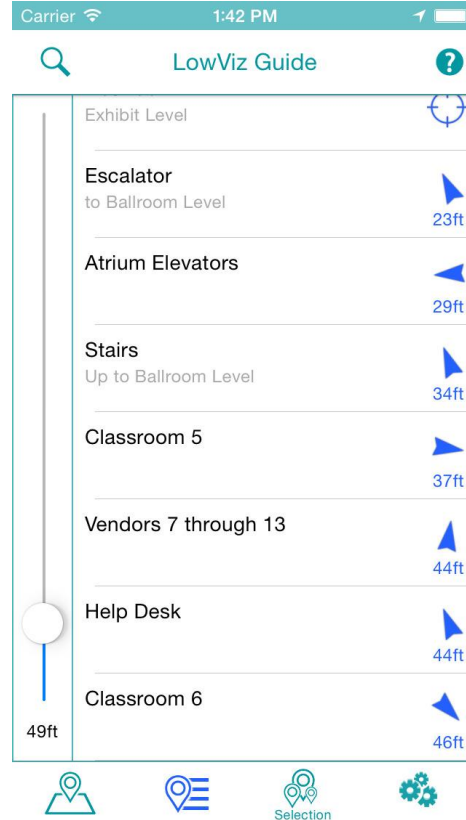 Carrier 1:42 PM
LowViz Guide ?
Exhibit Level
Escalator
to Ballroom Level
23ft
Atrium Elevators
29ft
Stairs
Up to Ballroom Level
34ft
Classroom 5
37ft
Vendors 7 through 13
44ft
Help Desk
44ft
Classroom 6
46ft
49ft
Selection